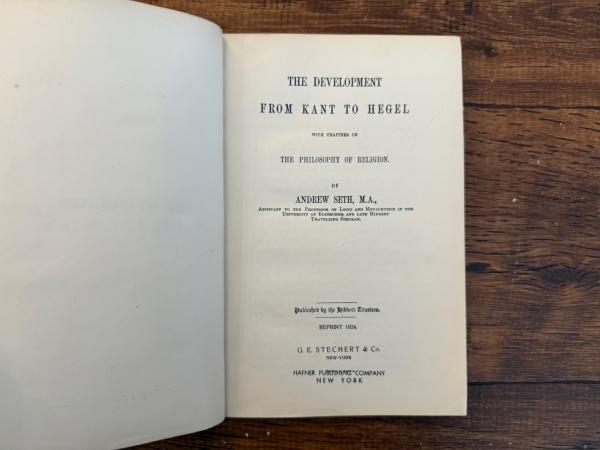 THE DEVELOPMENT
FROM KANT TO HEGEL
WITH CHAPTERS ON
THE PHILOSOPHY OF RELIGION.
BY
ANDREW SETH, M.A.,
ASSISTANT TO THE PROFESSOR OF LOGIC AND METAPHYSICS IN THE
UNIVERSITY OF EDINBURGH, AND LATE HIBBERT
TRAVELLING SCHOLAR.
Published by the Hibbert Trustees.
REPRINT 1924.
G. E. STECHERT & Co.
NEW-YORK
HAFNER PUBLISHING COMPANY
NEW YORK